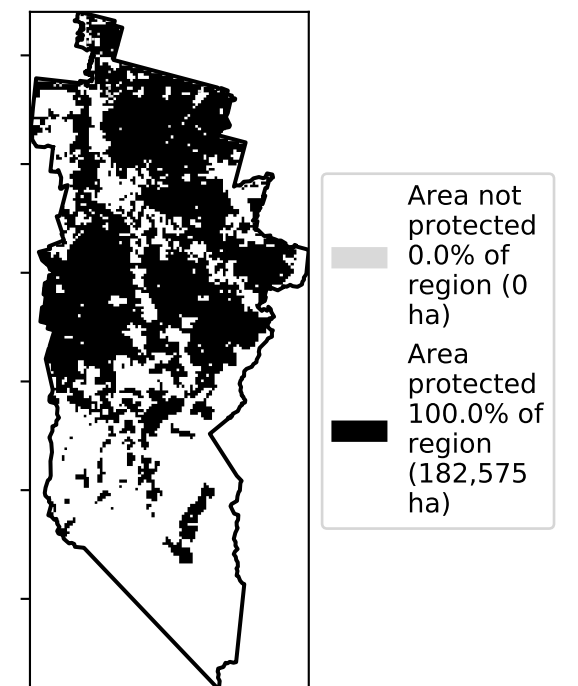 Area not
protected
0.0% of
region (0
ha)
Area
protected
100.0% of
region
(182,575
ha)